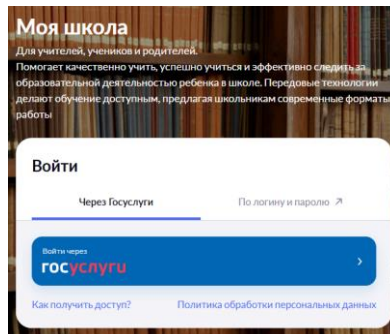 Моя школа
Для учителей, учеников и родителей.
Помогает качественно учить, успешно учиться и эффективно следить за
образовательной деятельностью ребенка в школе. Передовые технологии
делают обучение доступным, предлагая школьникам современные форматы
работы
Войти
Через Госуслуги
По логину и паролю ↗
Войти через
госуслуги
Как получить доступ?
Политика обработки персональных данных